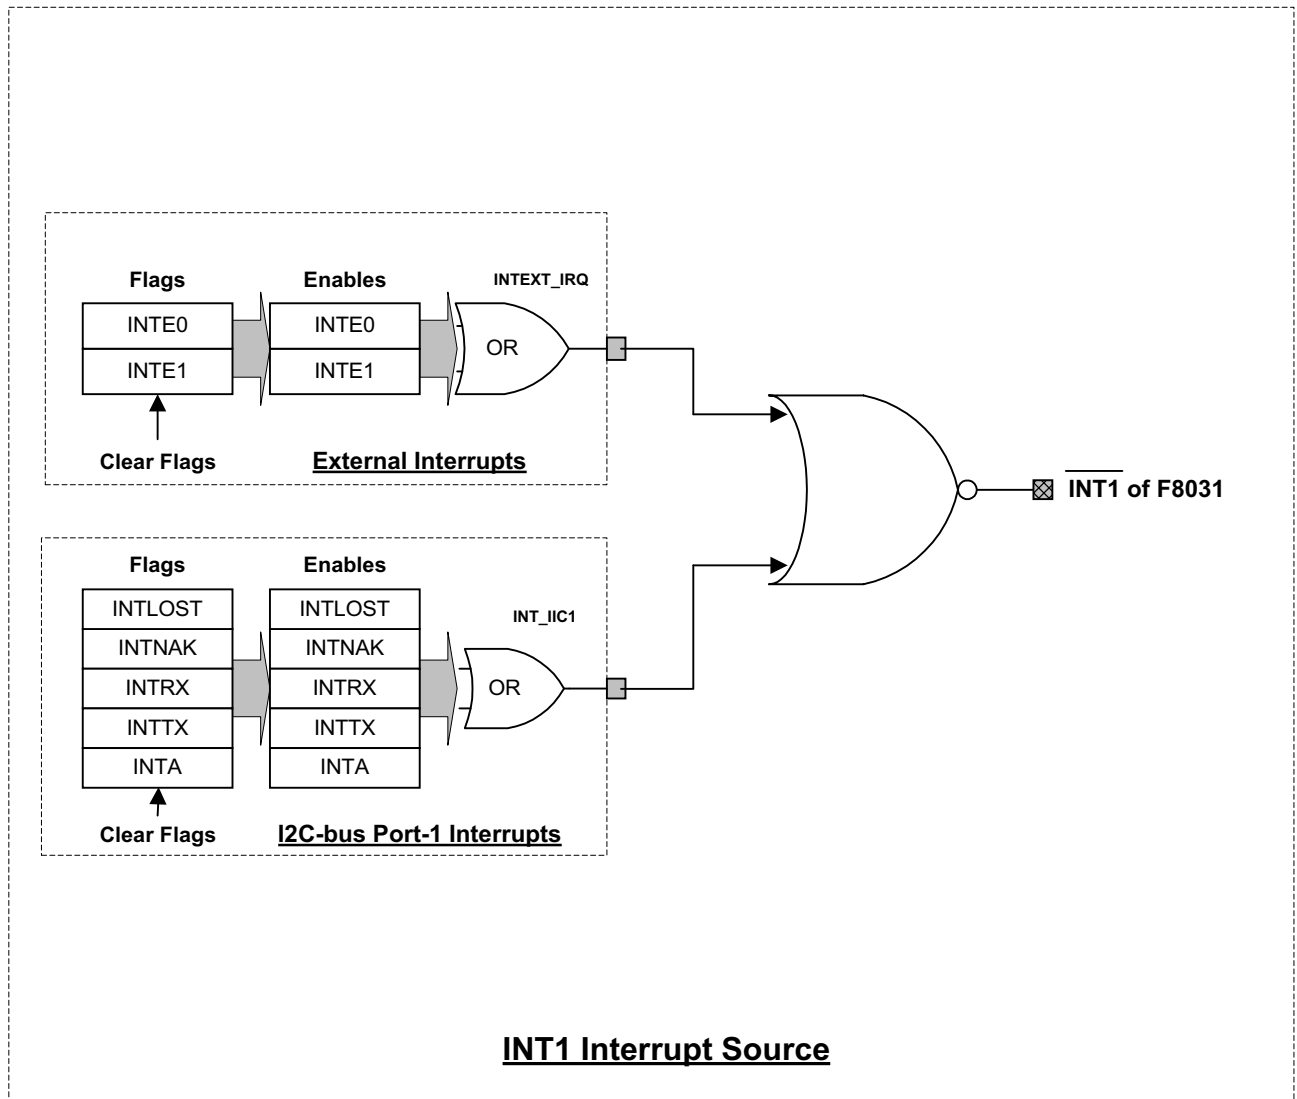 Flags Enables INTEXT_IRQ
INTE0 INTE0
INTE1 INTE1
OR
Clear Flags External Interrupts
INT1 of F8031
Flags Enables
INTLOST INTLOST INT_IIC1
INTNAK INTNAK
INTRX INTRX OR
INTTX INTTX
INTA INTA
Clear Flags I2C-bus Port-1 Interrupts
INT1 Interrupt Source